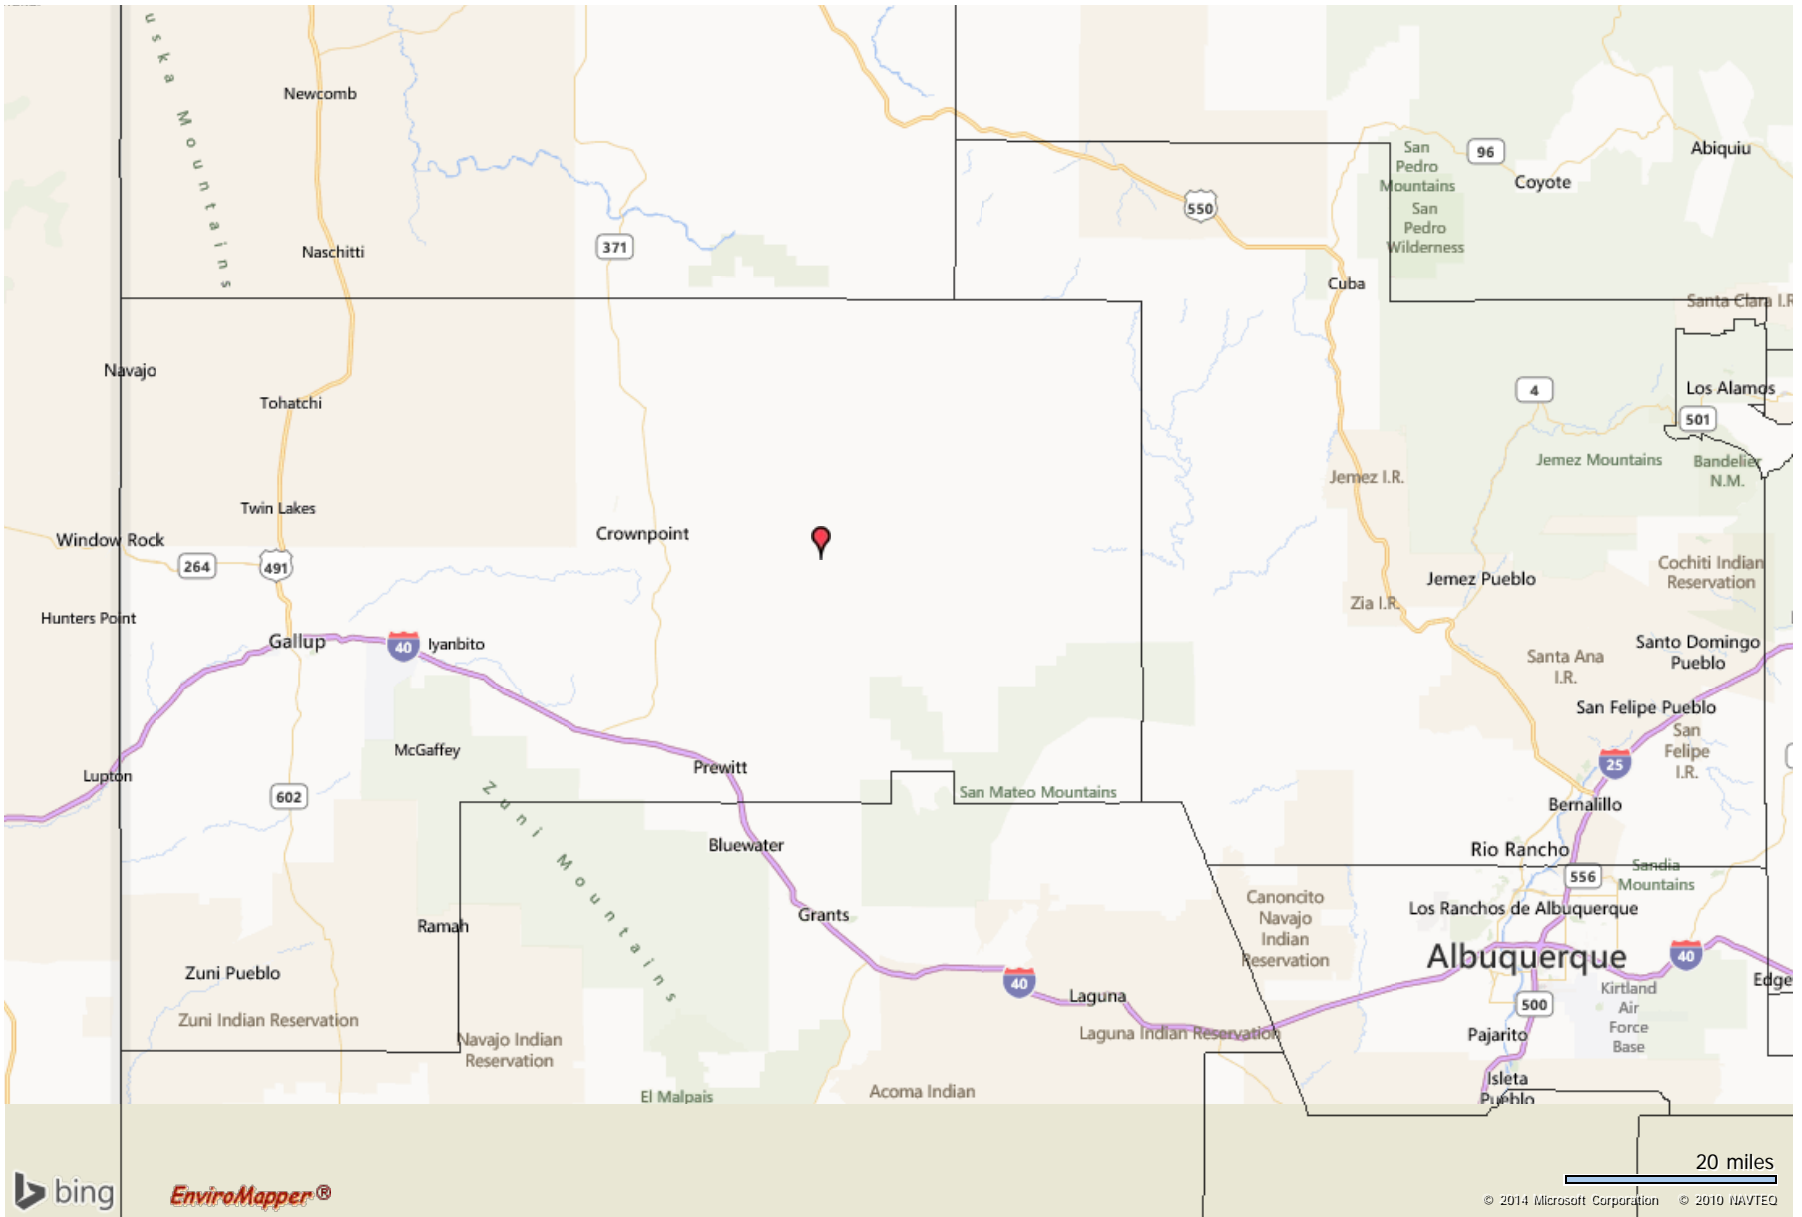 uska Mountains
Newcomb
96
Abiquiu
San
Pedro
Mountains
Coyote
550
San
Pedro
Wilderness
371
Naschitti
Cuba
Santa Clara I.R
Navajo
Los Alamos
4
Tohatchi
501
Jemez Mountains
Bandelier
N.M.
Jemez I.R.
Twin Lakes
Crownpoint
Window Rock
264
491
Cochiti Indian
Reservation
Jemez Pueblo
Zia I.R.
Hunters Point
Gallup
40
Iyanbito
Santo Domingo
Pueblo
Santa Ana
I.R.
San Felipe Pueblo
San
Felipe
I.R.
McGaffey
25
Prewitt
Lupton
Zuni Mountains
602
San Mateo Mountains
Bernalillo
Bluewater
Rio Rancho
556
Sandia
Mountains
Canoncito
Navajo
Indian
Reservation
Los Ranchos de Albuquerque
Grants
Ramah
Albuquerque
40
Zuni Pueblo
40
Edge
Laguna
Kirtland
Air
Force
Base
500
Zuni Indian Reservation
Laguna Indian Reservation
Pajarito
Navajo Indian
Reservation
Isleta
Pueblo
El Malpais
Acoma Indian
20 miles
bing
EnviroMapper®
© 2014 Microsoft Corporation © 2010 NAVTEQ